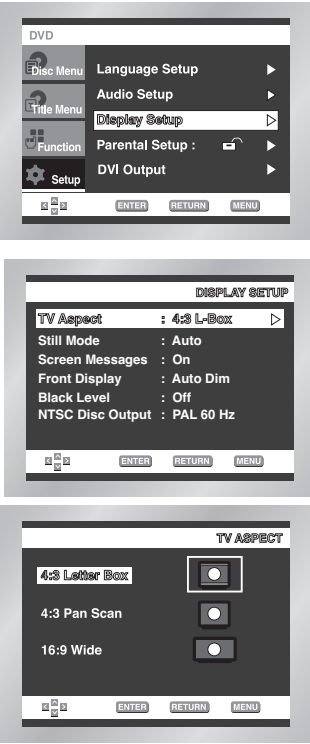 DVD
Disc Menu
Language Setup
Audio Setup
Title Menu
Display Setup
Function
Parental Setup :
Setup
DVI Output
ENTER RETURN MENU
DISPLAY SETUP
TV Aspect : 4:3 L-Box
Still Mode : Auto
Screen Messages : On
Front Display : Auto Dim
Black Level : Off
NTSC Disc Output : PAL 60 Hz
ENTER RETURN MENU
TV ASPECT
4:3 Letter Box
4:3 Pan Scan
16:9 Wide
ENTER RETURN MENU